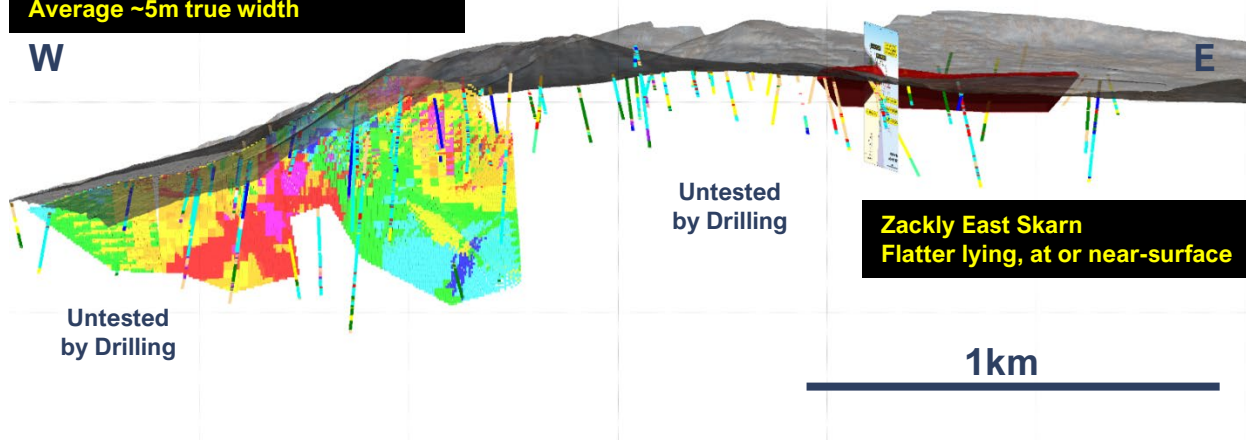 Average ~5m true width
W
E
Untested
by Drilling
Zackly East Skarn
Flatter lying, at or near-surface
Untested
by Drilling
1km